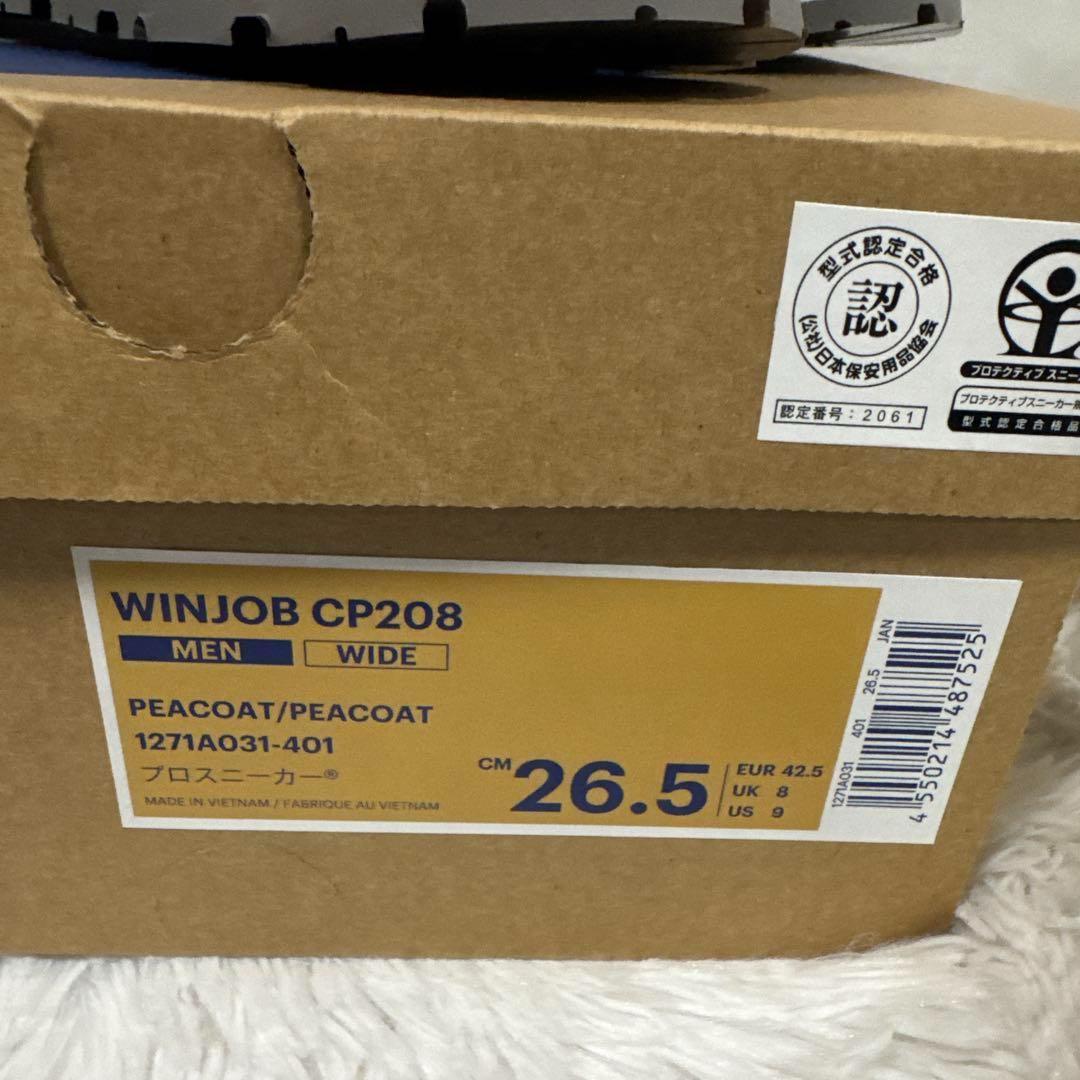 型式認定合格
認
(公社)日本保安用品協会
認定番号：2061
プロテクティブ スニー
プロテクティブスニーカー
型式認定合格品
WINJOB CP208
MEN
WIDE
PEACOAT/PEACOAT
1271A031-401
プロスニーカー®
MADE IN VIETNAM / FABRIQUE AU VIETNAM
CM 26.5
EUR 42.5
UK 8
US 9
1271A031 401 26.5 JAN
4 550214 487525